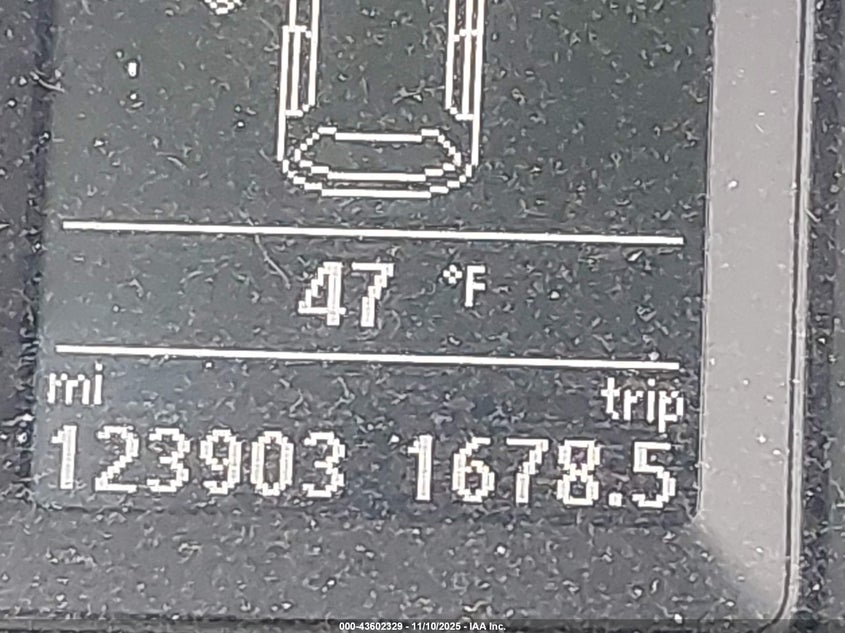 47 °F
mi trip
123903 1678.5
000-43602329 - 11/10/2025 - IAA Inc.